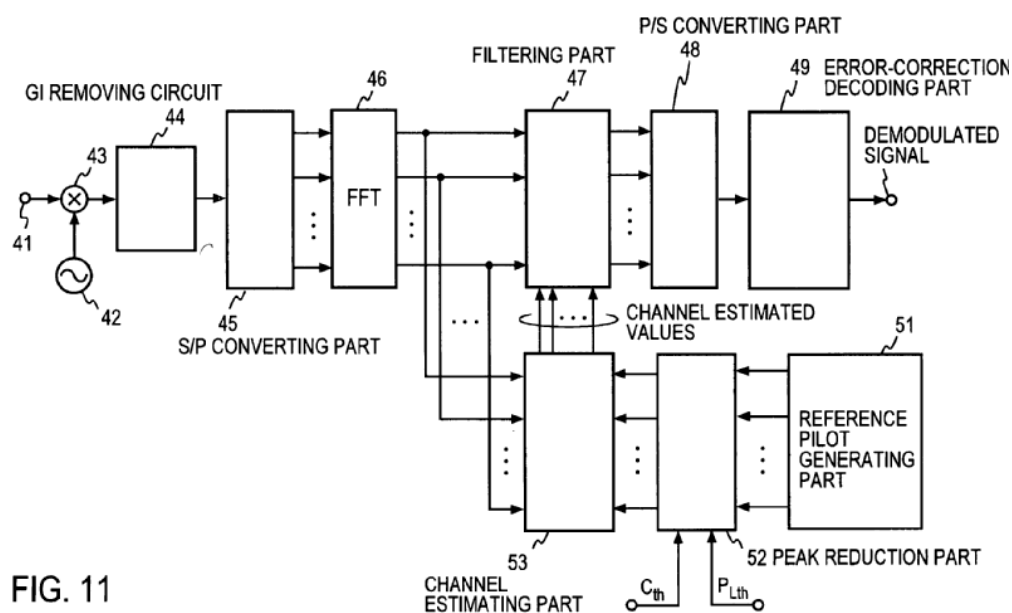 P/S CONVERTING PART
48
FILTERING PART
47
49
ERROR-CORRECTION
DECODING PART
46
GI REMOVING CIRCUIT
44
43
DEMODULATED
SIGNAL
FFT
41
42
45
S/P CONVERTING PART
CHANNEL ESTIMATED
VALUES
51
REFERENCE
PILOT
GENERATING
PART
53
52 PEAK REDUCTION PART
CHANNEL
ESTIMATING PART
Cth
PLth
FIG. 11